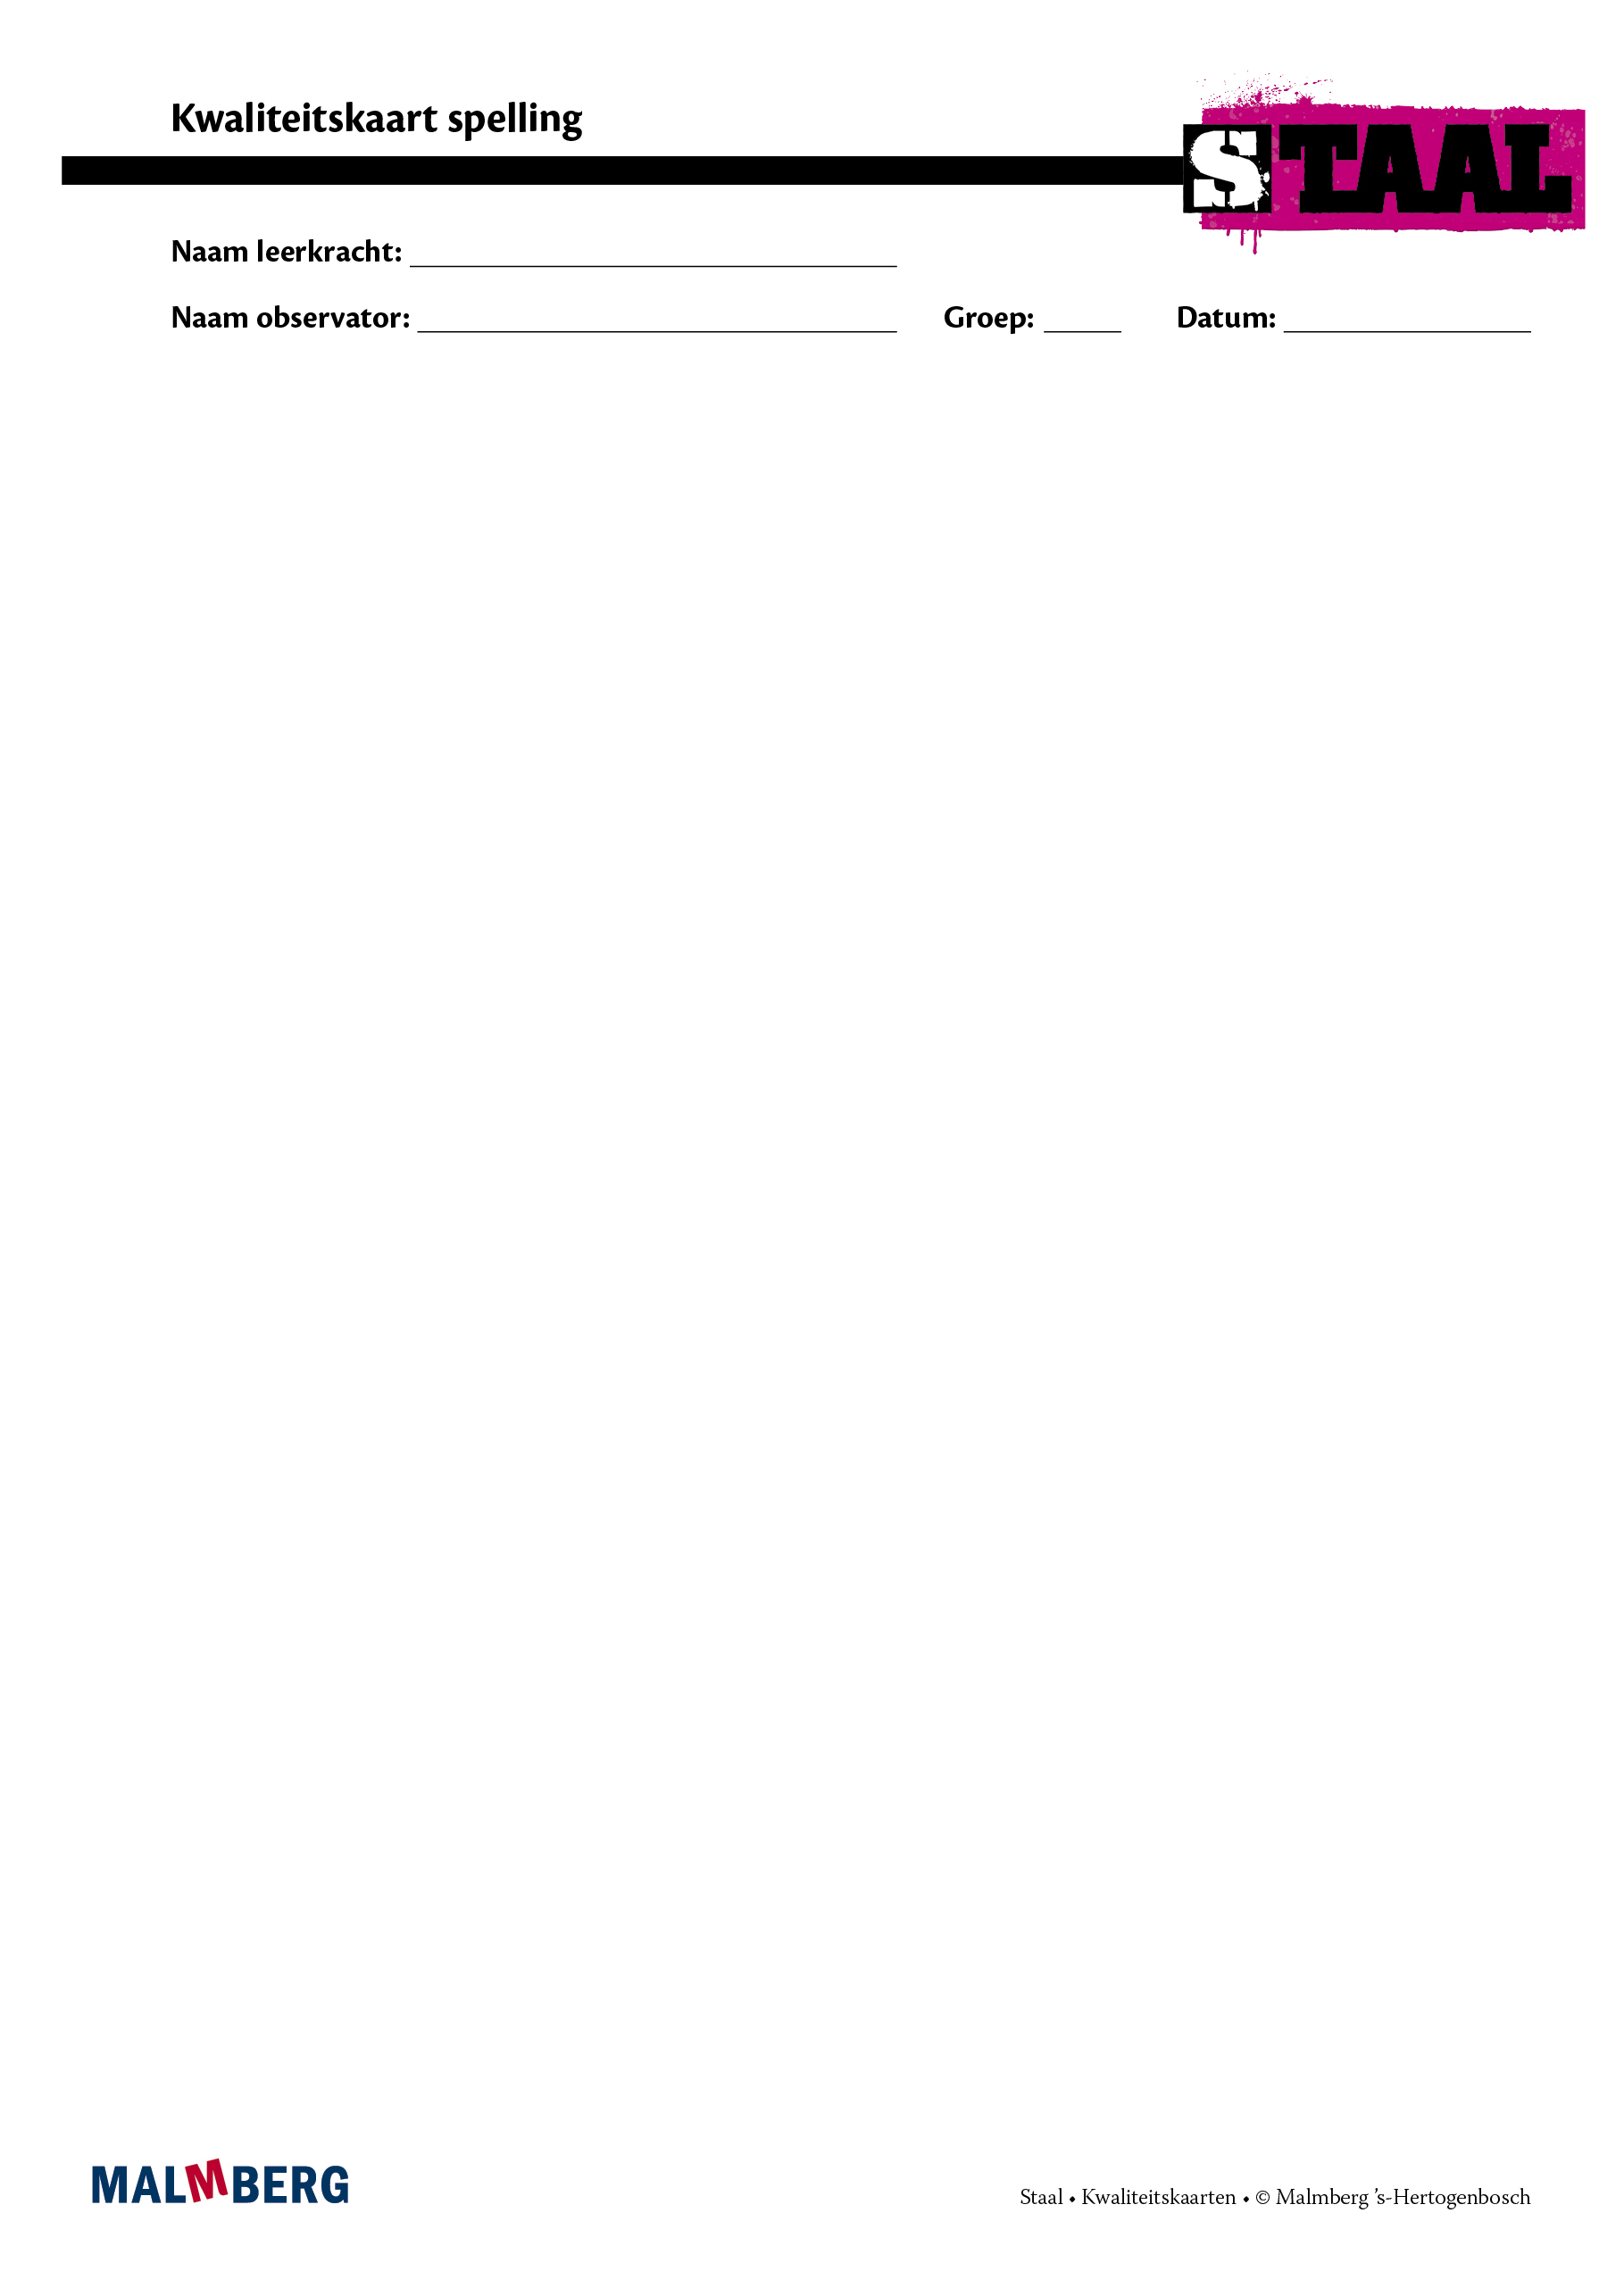 Kwaliteitskaart spelling
STAAL
Naam leerkracht:
Naam observator: Groep: Datum:
MALMBERG
Staal • Kwaliteitskaarten • © Malmberg ’s-Hertogenbosch